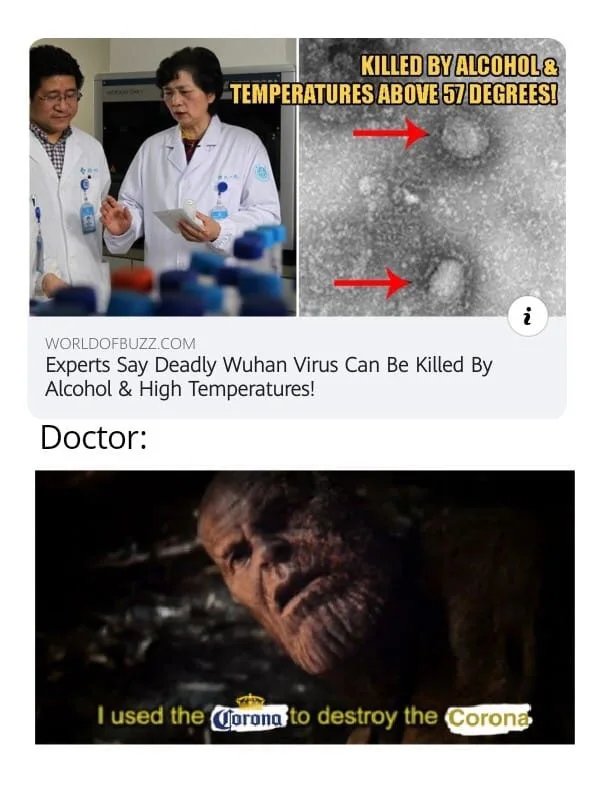 KILLED BY ALCOHOL &
TEMPERATURES ABOVE 57 DEGREES!
i
WORLDOFBUZZ.COM
Experts Say Deadly Wuhan Virus Can Be Killed By
Alcohol & High Temperatures!
Doctor:
I used the Corona to destroy the Corona